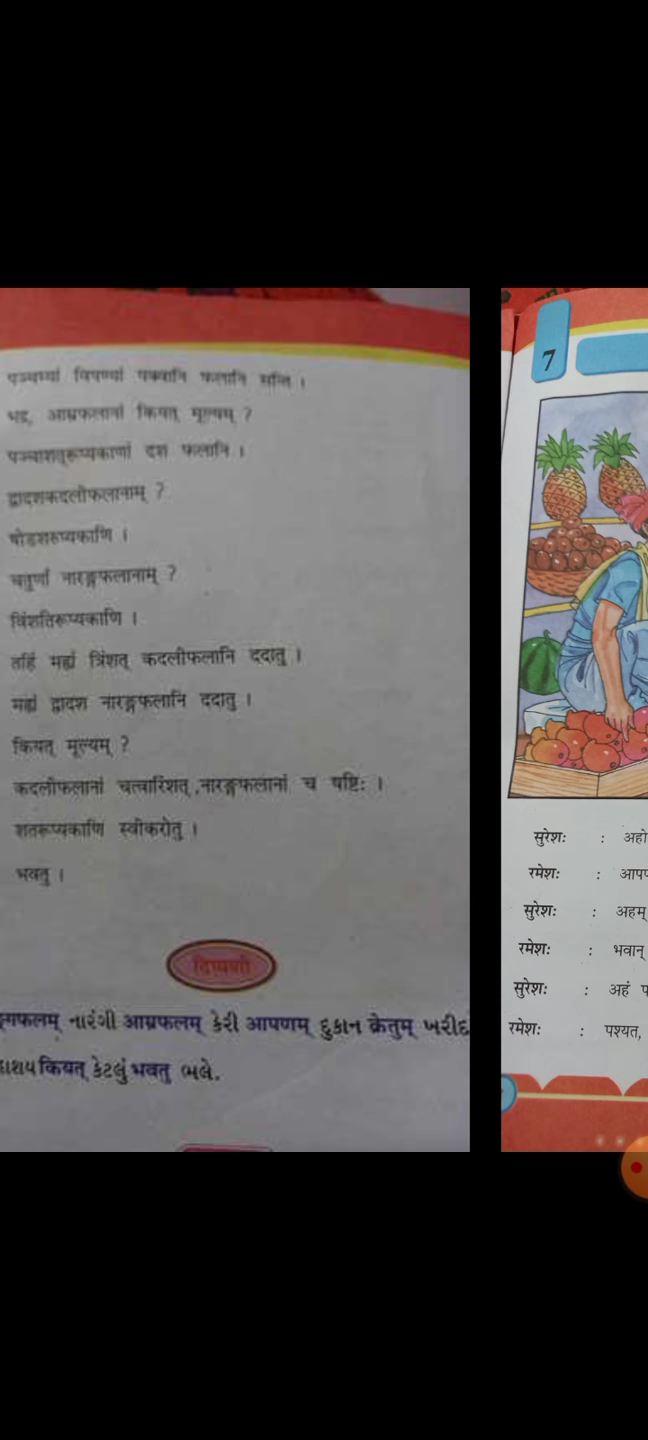 पञ्चम्यां विपण्यां पक्वानि फलानि सन्ति ।
भद्र, आम्रफलानां कियत् मूल्यम् ?
पञ्चाशत्रूप्यकाणां दश फलानि ।
द्वादशकदलीफलानाम् ?
षोडशरुप्यकाणि ।
चतुर्णां नारङ्गफलानाम् ?
विंशतिरूप्यकाणि ।
तर्हि मह्यं त्रिंशत् कदलीफलानि ददातु ।
मह्यं द्वादश नारङ्गफलानि ददातु ।
कियत् मूल्यम् ?
कदलीफलानां चत्वारिंशत् ,नारङ्गफलानां च षष्टिः ।
शतरूप्यकाणि स्वीकरोतु ।
भवतु ।
टिप्पणी
नारंगी आम्रफलम् કેરી आपणम् દુકાન क्रेतुम् ખરીદ
कियत् કેટલું भवतु ભલે.
7
सुरेशः : अहो
रमेशः : आप
सुरेशः : अहम्
रमेशः : भवान्
सुरेशः : अहं
रमेशः : पश्यत,